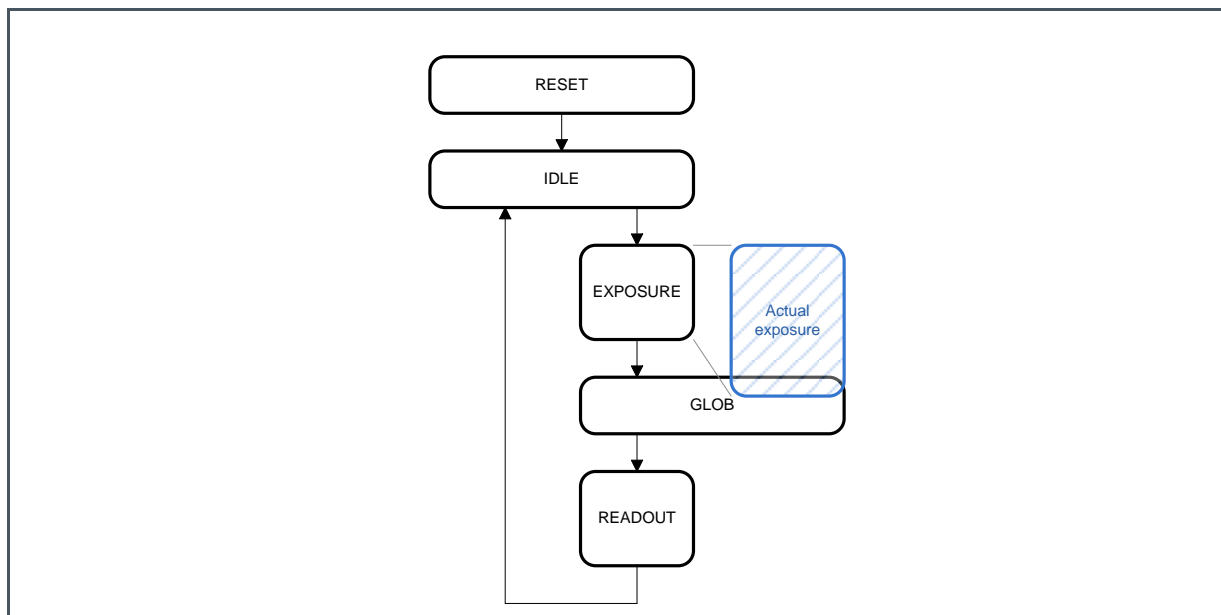 RESET
IDLE
EXPOSURE
Actual
exposure
GLOB
READOUT